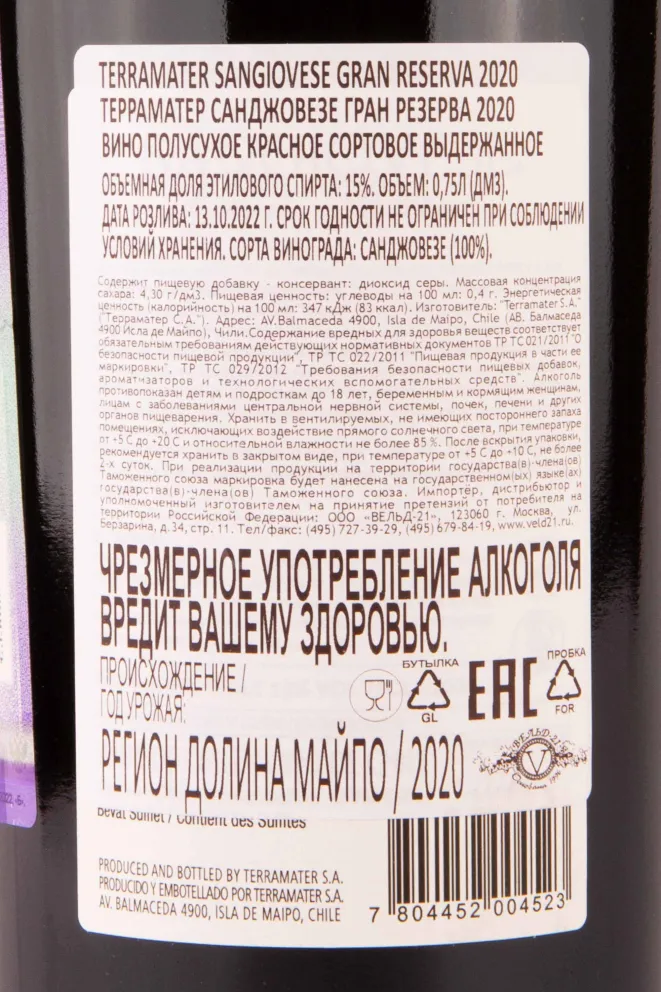 TERRAMATER SANGIOVESE GRAN RESERVA 2020
ТЕРРАМАТЕР САНДЖОВЕЗЕ ГРАН РЕЗЕРВА 2020
ВИНО ПОЛУСУХОЕ КРАСНОЕ СОРТОВОЕ ВЫДЕРЖАННОЕ
ОБЪЕМНАЯ ДОЛЯ ЭТИЛОВОГО СПИРТА: 15%. ОБЪЕМ: 0,75Л (ДМ3).
ДАТА РОЗЛИВА: 13.10.2022 Г. СРОК ГОДНОСТИ НЕ ОГРАНИЧЕН ПРИ СОБЛЮДЕНИИ
УСЛОВИЙ ХРАНЕНИЯ. СОРТА ВИНОГРАДА: САНДЖОВЕЗЕ (100%).
Содержит пищевую добавку - консервант: диоксид серы. Массовая концентрация
сахара: 4,30 г/дм3. Пищевая ценность: углеводы на 100 мл: 0,4 г. Энергетическая
ценность (калорийность) на 100 мл: 347 кДж (83 ккал). Изготовитель: "Terramater S.A."
("Терраматер С.А."). Адрес: AV.Balmaceda 4900, Isla de Maipo, Chile (АВ. Балмаседа
4900 Исла де Майпо), Чили.Содержание вредных для здоровья веществ соответствует
обязательным требованиям действующих нормативных документов ТР ТС 021/2011 "О
безопасности пищевой продукции", ТР ТС 022/2011 "Пищевая продукция в части ее
маркировки", ТР ТС 029/2012 "Требования безопасности пищевых добавок,
ароматизаторов и технологических вспомогательных средств". Алкоголь
противопоказан детям и подросткам до 18 лет, беременным и кормящим женщинам,
лицам с заболеваниями центральной нервной системы, почек, печени и других
органов пищеварения. Хранить в вентилируемых, не имеющих постороннего запаха
помещениях, исключающих воздействие прямого солнечного света, при температуре
от +5 С до +20 С и относительной влажности не более 85 %. После вскрытия упаковки,
рекомендуется хранить в закрытом виде, при температуре от +5 С до +10 С, не более
2-х суток. При реализации продукции на территории государства(в)-члена(ов)
Таможенного союза маркировка будет нанесена на государственном(ых) языке(ах)
государства(в)-члена(ов) Таможенного союза. Импортёр, дистрибьютор и
уполномоченный изготовителем на принятие претензий от потребителя на
территории Российской Федерации: ООО «ВЕЛЬД-21», 123060 г. Москва, ул.
Берзарина, д.34, стр. 11. Тел/факс: (495) 727-39-29, (495) 679-84-19, www.veld21.ru.
ЧРЕЗМЕРНОЕ УПОТРЕБЛЕНИЕ АЛКОГОЛЯ
ВРЕДИТ ВАШЕМУ ЗДОРОВЬЮ.
ПРОИСХОЖДЕНИЕ /
ГОД УРОЖАЯ:
БУТЫЛКА
GL
EAC
ПРОБКА
FOR
РЕГИОН ДОЛИНА МАЙПО / 2020
ВЕЛЬД 21
V
Bevat Sulfiet / Contient des Sulfites
PRODUCED AND BOTTLED BY TERRAMATER S.A.
PRODUCIDO Y EMBOTELLADO POR TERRAMATER S.A.
AV. BALMACEDA 4900, ISLA DE MAIPO, CHILE
7 804452 004523